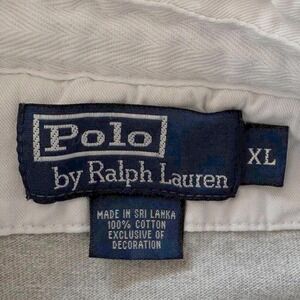 Polo
by Ralph Lauren
XL
MADE IN SRI LANKA
100% COTTON
EXCLUSIVE OF
DECORATION